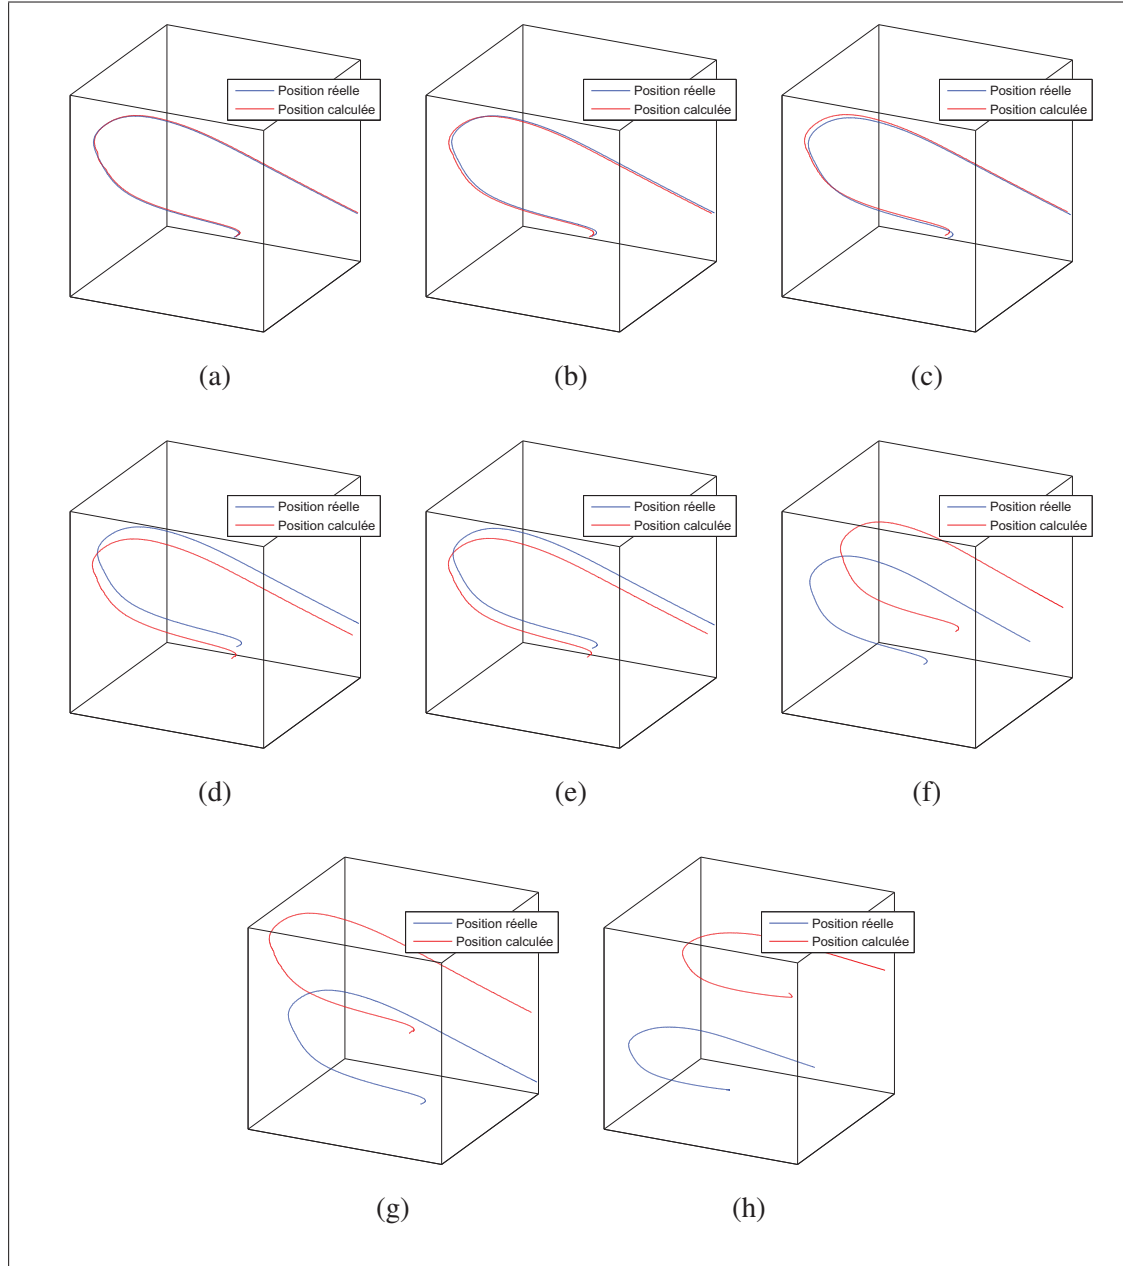 Position réelle
Position calculée
Position réelle
Position calculée
Position réelle
Position calculée
(a)
(b)
(c)
Position réelle
Position calculée
Position réelle
Position calculée
Position réelle
Position calculée
(d)
(e)
(f)
Position réelle
Position calculée
Position réelle
Position calculée
(g)
(h)